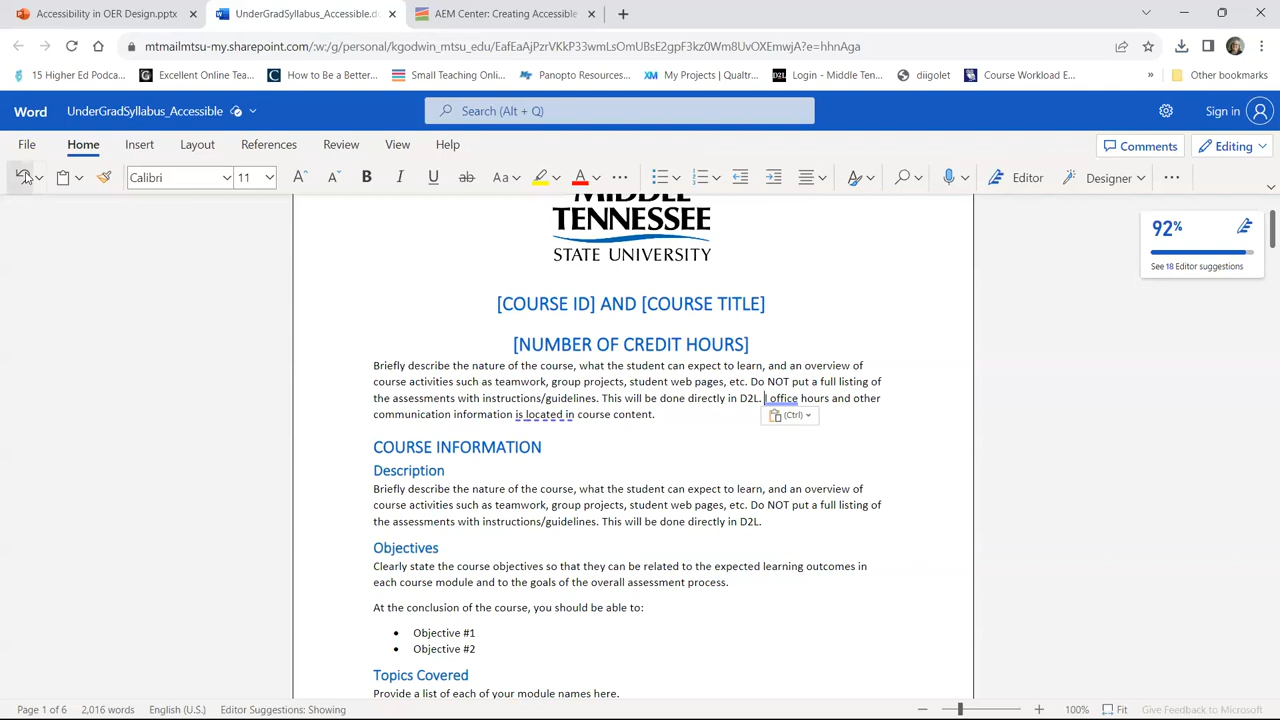 Accessibility in OER Design.pptx
UnderGradSyllabus_Accessible.do
AEM Center: Creating Accessible
mtmailmtsu-my.sharepoint.com/:w:/g/personal/kgodwin_mtsu_edu/EafEaAjPzrVKkP33wmLsOmUBsE2gpF3kz0Wm8UvOXEmwjA?e=hhnAga
15 Higher Ed Podca...
Excellent Online Tea...
How to Be a Better...
Small Teaching Onli...
Panopto Resources...
My Projects | Qualtr...
Login - Middle Ten...
diigolet
Course Workload E...
Other bookmarks
Word
UnderGradSyllabus_Accessible
Search (Alt + Q)
Sign in
File
Home
Insert
Layout
References
Review
View
Help
Comments
Editing
Calibri
11
Editor
Designer
MIDDLE
TENNESSEE
STATE UNIVERSITY
[COURSE ID] AND [COURSE TITLE]
[NUMBER OF CREDIT HOURS]
Briefly describe the nature of the course, what the student can expect to learn, and an overview of
course activities such as teamwork, group projects, student web pages, etc. Do NOT put a full listing of
the assessments with instructions/guidelines. This will be done directly in D2L. I office hours and other
communication information is located in course content.
(Ctrl)
COURSE INFORMATION
Description
Briefly describe the nature of the course, what the student can expect to learn, and an overview of
course activities such as teamwork, group projects, student web pages, etc. Do NOT put a full listing of
the assessments with instructions/guidelines. This will be done directly in D2L.
Objectives
Clearly state the course objectives so that they can be related to the expected learning outcomes in
each course module and to the goals of the overall assessment process.
At the conclusion of the course, you should be able to:
• Objective #1
• Objective #2
Topics Covered
Provide a list of each of your module names here.
92%
See 18 Editor suggestions
Page 1 of 6
2,016 words
English (U.S.)
Editor Suggestions: Showing
100%
Fit
Give Feedback to Microsoft